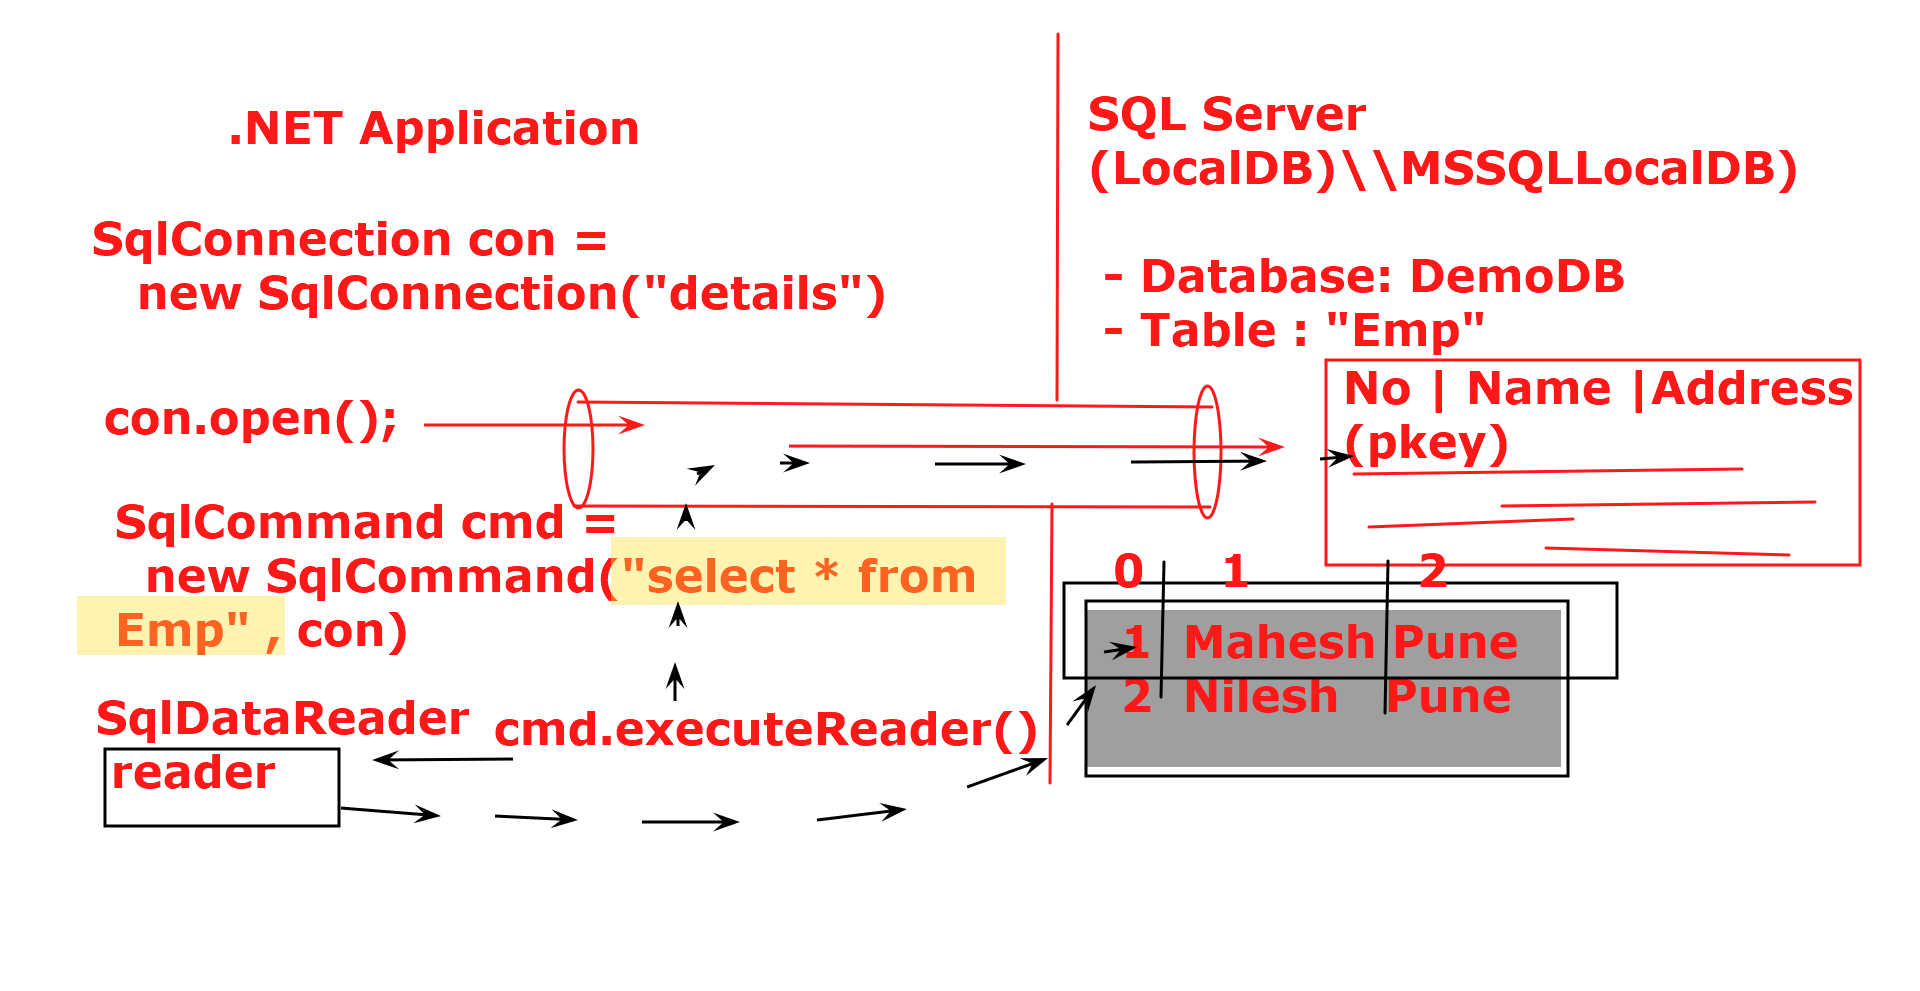 .NET Application
SqlConnection con =
new SqlConnection("details")
con.open();
SqlCommand cmd =
new SqlCommand("select * from
Emp" , con)
SqlDataReader
reader
cmd.executeReader()
SQL Server
(LocalDB)\\MSSQLLocalDB)
- Database: DemoDB
- Table : "Emp"
No | Name |Address
(pkey)
0 1 2
1 Mahesh Pune
2 Nilesh Pune